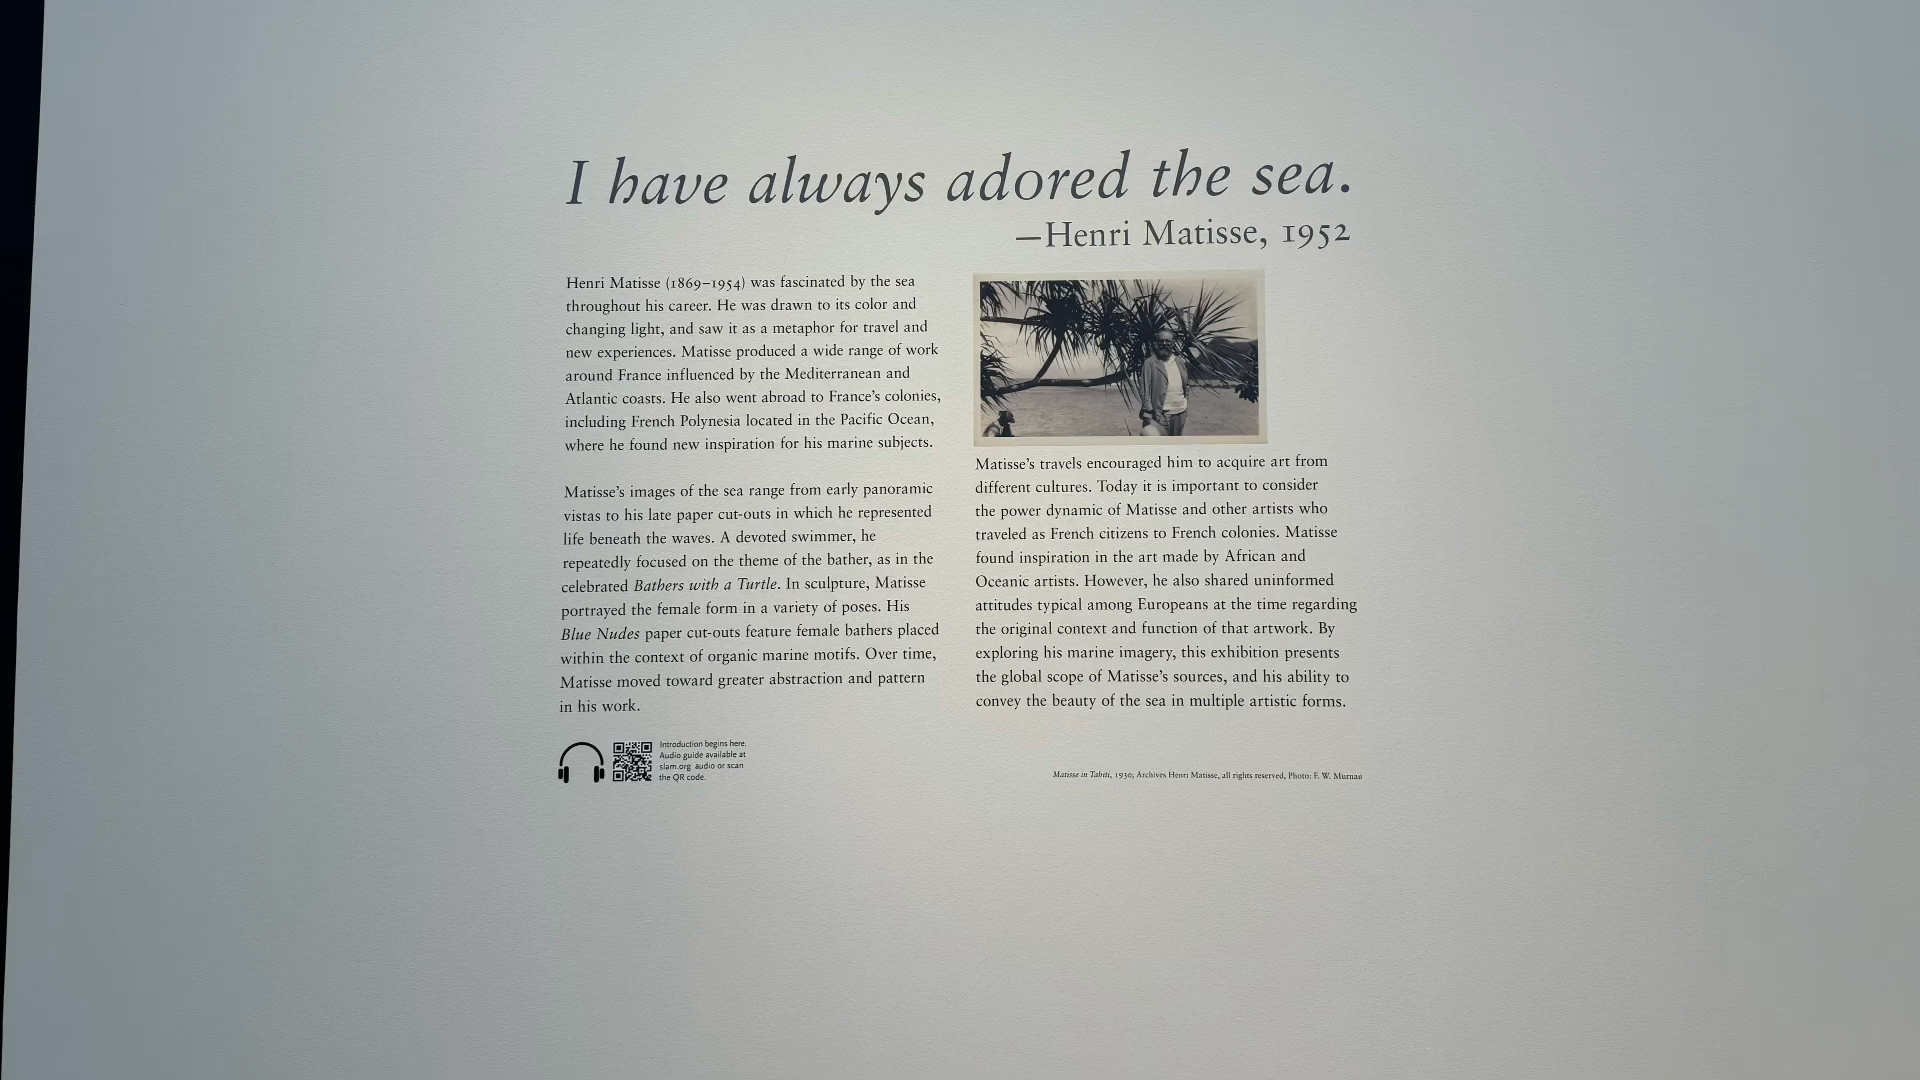 I have always adored the sea.
—Henri Matisse, 1952
Henri Matisse (1869–1954) was fascinated by the sea
throughout his career. He was drawn to its color and
changing light, and saw it as a metaphor for travel and
new experiences. Matisse produced a wide range of work
around France influenced by the Mediterranean and
Atlantic coasts. He also went abroad to France’s colonies,
including French Polynesia located in the Pacific Ocean,
where he found new inspiration for his marine subjects.
Matisse’s images of the sea range from early panoramic
vistas to his late paper cut-outs in which he represented
life beneath the waves. A devoted swimmer, he
repeatedly focused on the theme of the bather, as in the
celebrated Bathers with a Turtle. In sculpture, Matisse
portrayed the female form in a variety of poses. His
Blue Nudes paper cut-outs feature female bathers placed
within the context of organic marine motifs. Over time,
Matisse moved toward greater abstraction and pattern
in his work.
Matisse’s travels encouraged him to acquire art from
different cultures. Today it is important to consider
the power dynamic of Matisse and other artists who
traveled as French citizens to French colonies. Matisse
found inspiration in the art made by African and
Oceanic artists. However, he also shared uninformed
attitudes typical among Europeans at the time regarding
the original context and function of that artwork. By
exploring his marine imagery, this exhibition presents
the global scope of Matisse’s sources, and his ability to
convey the beauty of the sea in multiple artistic forms.
Introduction begins here.
Audio guide available at
slam.org audio or scan
the QR code.
Matisse in Tahiti, 1930; Archives Henri Matisse, all rights reserved, Photo: F. W. Murnau